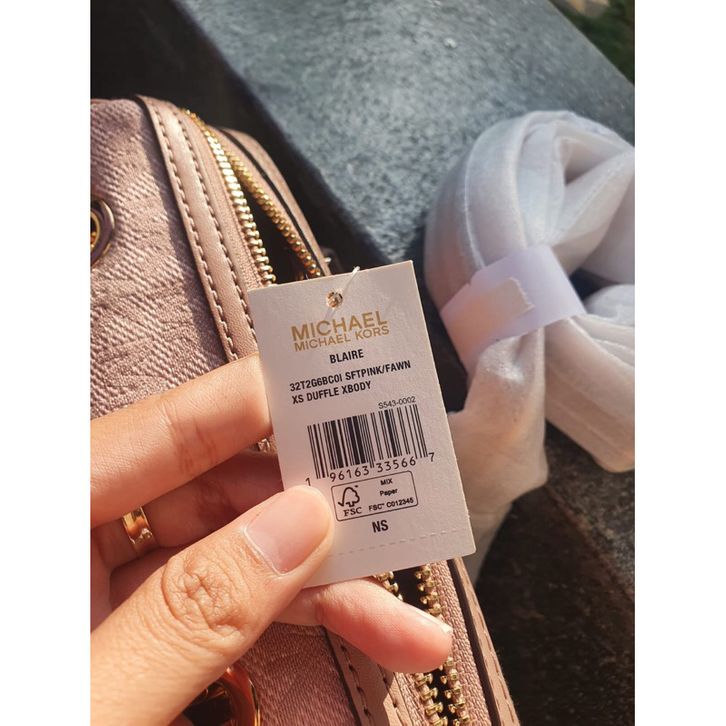 MICHAEL
MICHAEL KORS
BLAIRE
32T2G6BC0I SFTPINK/FAWN
XS DUFFLE XBODY
S543-0002
1 96163 33566 7
FSC
MIX
Paper
FSC™ C012345
NS